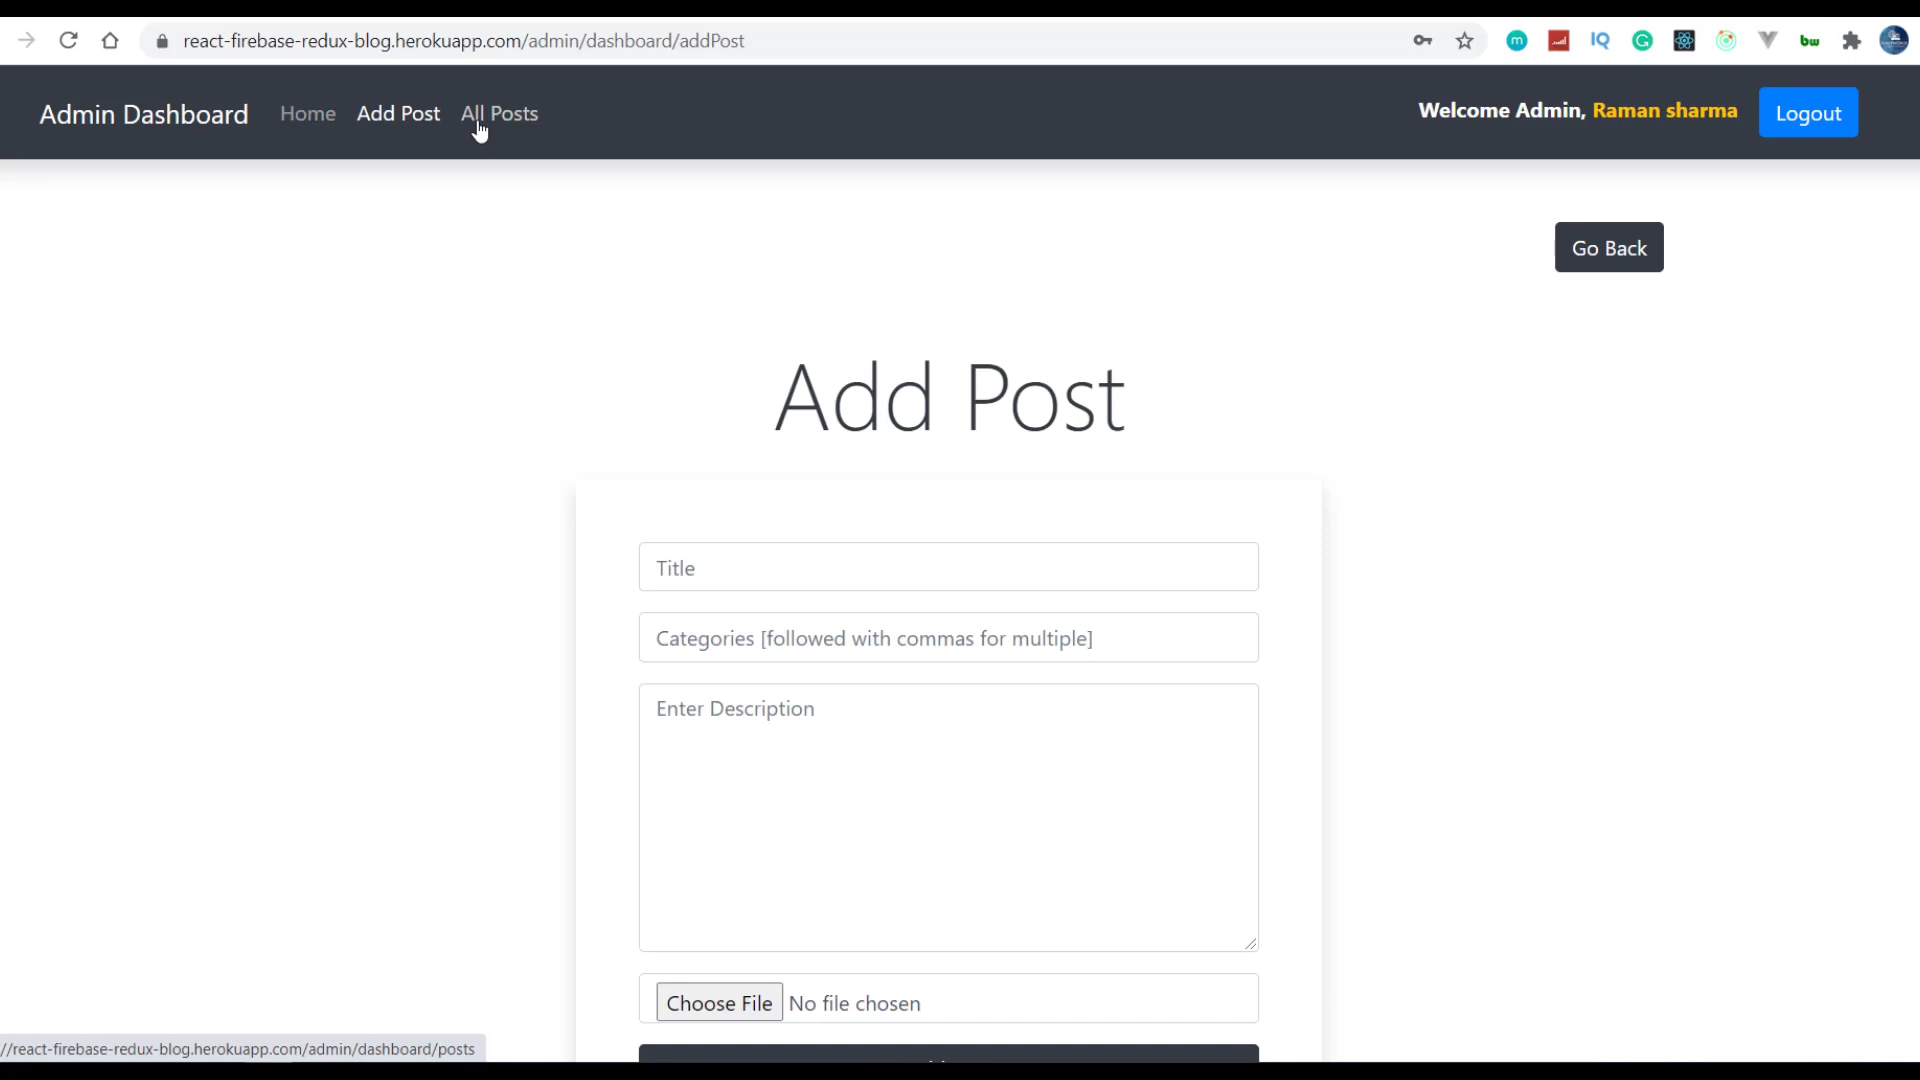 react-firebase-redux-blog.herokuapp.com/admin/dashboard/addPost
m
IQ
G
bw
Admin Dashboard Home Add Post All Posts
Welcome Admin, Raman sharma Logout
Go Back
Add Post
Title
Categories [followed with commas for multiple]
Enter Description
Choose File No file chosen
//react-firebase-redux-blog.herokuapp.com/admin/dashboard/posts